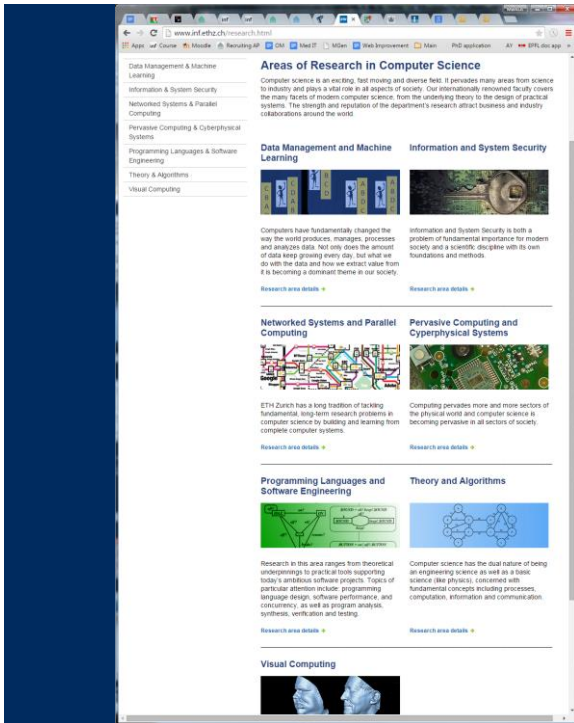 www.inf.ethz.ch/research.html
Apps
Course
Moodle
Recruiting AP
OM
Med IT
MGen
Web Improvement
Main
PhD application
AY
EPFL doc app
Data Management & Machine
Learning
Information & System Security
Networked Systems & Parallel
Computing
Pervasive Computing & Cyberphysical
Systems
Programming Languages & Software
Engineering
Theory & Algorithms
Visual Computing
Areas of Research in Computer Science
Computer science is an exciting, fast moving and diverse field. It pervades many areas from science
to industry and plays a vital role in all aspects of society. Our internationally renowned faculty covers
the many facets of modern computer science, from the underlying theory to the design of practical
systems. The strength and reputation of the department's research attract business and industry
collaborations around the world.
Data Management and Machine
Learning
Computers have fundamentally changed the
way the world produces, manages, processes
and analyzes data. Not only does the amount
of data keep growing every day, but what we
do with the data and how we extract value from
it is becoming a dominant theme in our society.
Research area details
Information and System Security
Information and System Security is both a
problem of fundamental importance for modern
society and a scientific discipline with its own
foundations and methods.
Research area details
Networked Systems and Parallel
Computing
Google
ETH Zurich has a long tradition of tackling
fundamental, long-term research problems in
computer science by building and learning from
complete computer systems.
Research area details
Pervasive Computing and
Cyberphysical Systems
Computing pervades more and more sectors of
the physical world and computer science is
becoming pervasive in all sectors of society.
Research area details
Programming Languages and
Software Engineering
Research in this area ranges from theoretical
underpinnings to practical tools supporting
today's ambitious software projects. Topics of
particular attention include: programming
language design, software performance, and
concurrency, as well as program analysis,
synthesis, verification and testing.
Research area details
Theory and Algorithms
Computer science has the dual nature of being
an engineering science as well as a basic
science (like physics), concerned with
fundamental concepts including processes,
computation, information and communication.
Research area details
Visual Computing